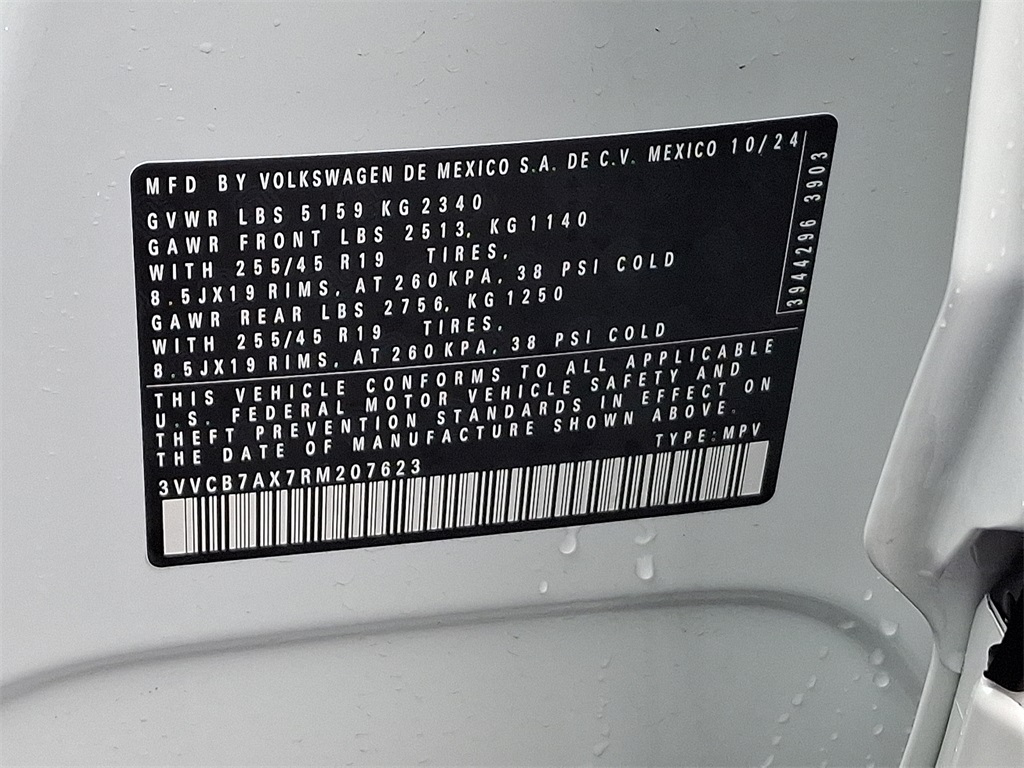 MFD BY VOLKSWAGEN DE MEXICO S.A. DE C.V. MEXICO 10/24
GVWR LBS 5159 KG 2340
GAWR FRONT LBS 2513, KG 1140
WITH 255/45 R19 TIRES,
8.5JX19 RIMS, AT 260 KPA, 38 PSI COLD
GAWR REAR LBS 2756, KG 1250
WITH 255/45 R19 TIRES,
8.5JX19 RIMS, AT 260 KPA, 38 PSI COLD
3944296 3903
THIS VEHICLE CONFORMS TO ALL APPLICABLE
U.S. FEDERAL MOTOR VEHICLE SAFETY AND
THEFT PREVENTION STANDARDS IN EFFECT ON
THE DATE OF MANUFACTURE SHOWN ABOVE.
TYPE: MPV
3VVCB7AX7RM207623